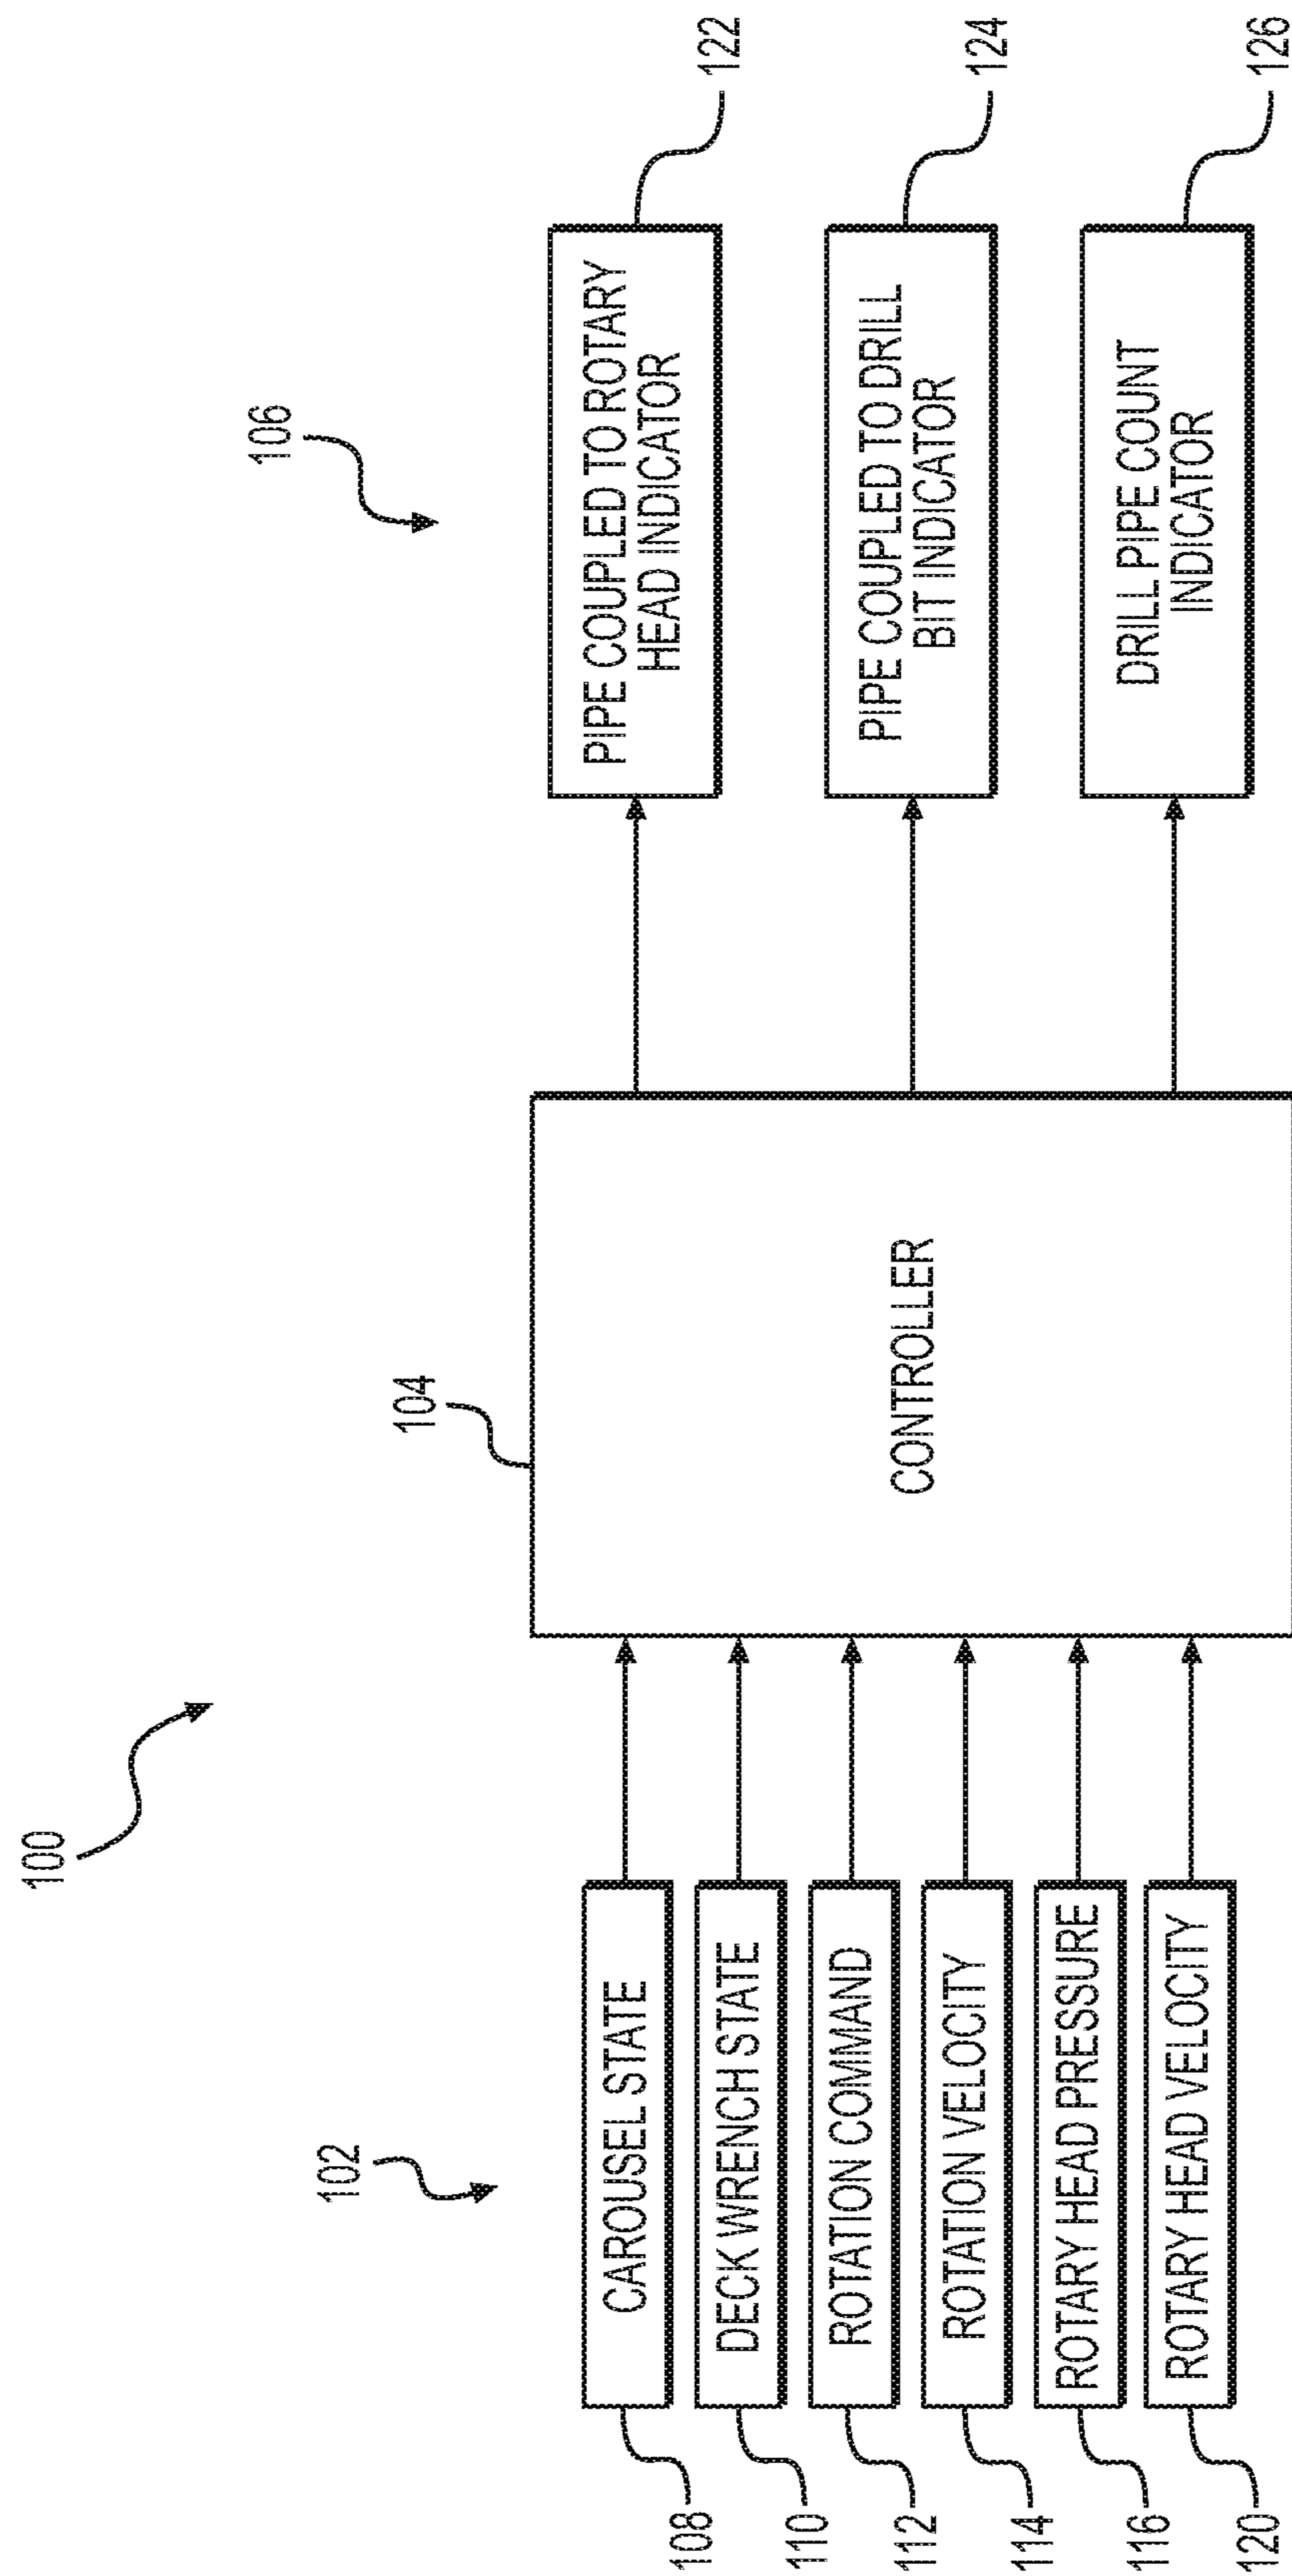 100
102
108
CAROUSEL STATE
110
DECK WRENCH STATE
112
ROTATION COMMAND
114
ROTATION VELOCITY
116
ROTARY HEAD PRESSURE
120
ROTARY HEAD VELOCITY
104
CONTROLLER
106
PIPE COUPLED TO ROTARY
HEAD INDICATOR
122
PIPE COUPLED TO DRILL
BIT INDICATOR
124
DRILL PIPE COUNT
INDICATOR
126